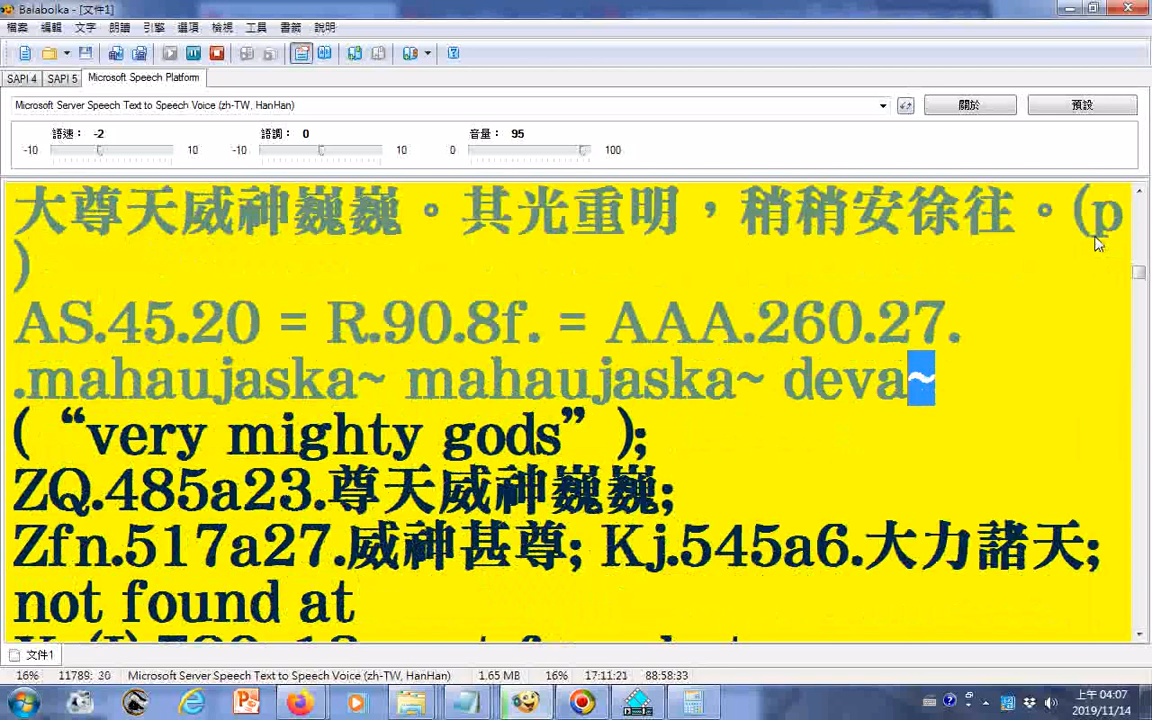 Balabolka - [文件1]
檔案 編輯 文字 朗讀 引擎 選項 檢視 工具 書籤 說明
SAPI 4 SAPI 5 Microsoft Speech Platform
Microsoft Server Speech Text to Speech Voice (zh-TW, HanHan) 關於 預設
語速： -2 語調： 0 音量： 95
-10 10 -10 10 0 100
大尊天威神巍巍。其光重明，稍稍安徐往。(p
)
AS.45.20 = R.90.8f. = AAA.260.27.
.mahaujaska~ mahaujaska~ deva~
(“very mighty gods”);
ZQ.485a23.尊天威神巍巍;
Zfn.517a27.威神甚尊; Kj.545a6.大力諸天;
not found at
文件1
16% 11789: 30 Microsoft Server Speech Text to Speech Voice (zh-TW, HanHan) 1.65 MB 16% 17:11:21 88:58:33
上午 04:07
2019/11/14